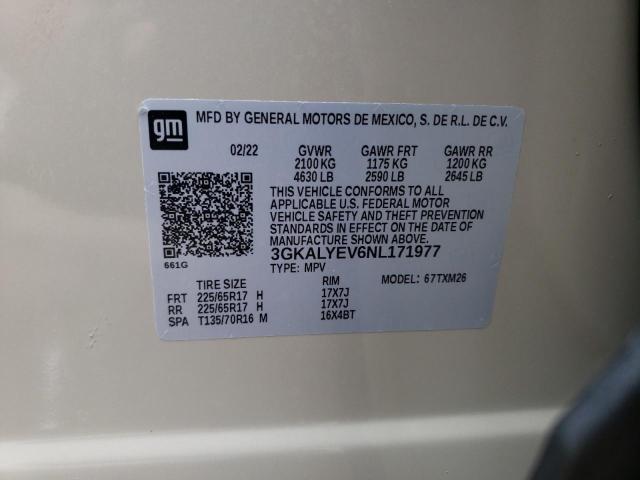 gm
MFD BY GENERAL MOTORS DE MEXICO, S. DE R.L. DE C.V.
02/22 GVWR GAWR FRT GAWR RR
2100 KG 1175 KG 1200 KG
4630 LB 2590 LB 2645 LB
THIS VEHICLE CONFORMS TO ALL
APPLICABLE U.S. FEDERAL MOTOR
VEHICLE SAFETY AND THEFT PREVENTION
STANDARDS IN EFFECT ON THE DATE OF
MANUFACTURE SHOWN ABOVE.
3GKALYEV6NL171977
661G
TYPE: MPV MODEL: 67TXM26
TIRE SIZE RIM
FRT 225/65R17 H 17X7J
RR 225/65R17 H 17X7J
SPA T135/70R16 M 16X4BT